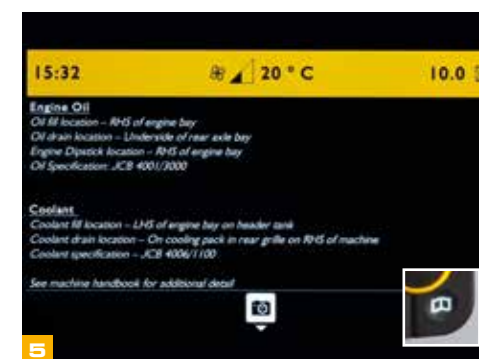 15:32 20 ° C 10.0
Engine Oil
Oil fill location – RHS of engine bay
Oil drain location – Underside of rear axle bay
Engine Dipstick location – RHS of engine bay
Oil Specification: JCB 4001/3000
Coolant
Coolant fill location – LHS of engine bay on header tank
Coolant drain location – On cooling pack in rear grille on RHS of machine
Coolant specification – JCB 4006/1100
See machine handbook for additional detail
5